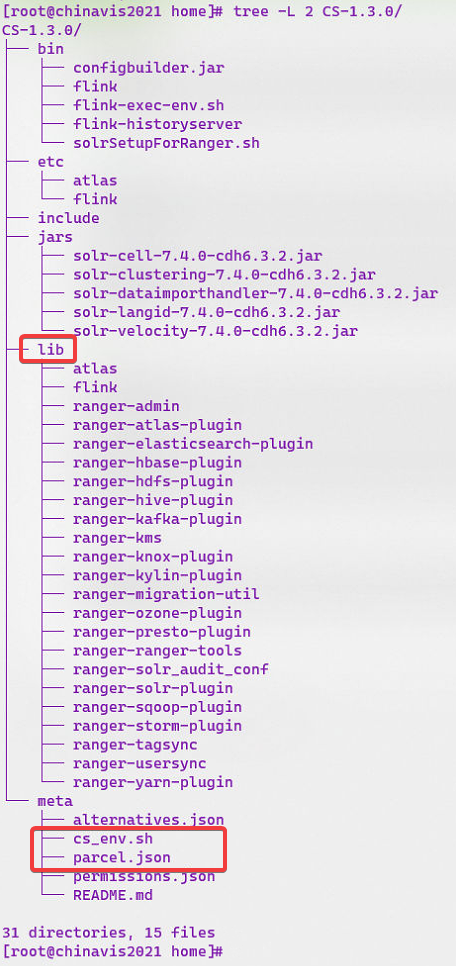 [root@chinavis2021 home]# tree -L 2 CS-1.3.0/
CS-1.3.0/
├── bin
│   ├── configbuilder.jar
│   ├── flink
│   ├── flink-exec-env.sh
│   ├── flink-historyserver
│   └── solrSetupForRanger.sh
├── etc
│   ├── atlas
│   └── flink
├── include
├── jars
│   ├── solr-cell-7.4.0-cdh6.3.2.jar
│   ├── solr-clustering-7.4.0-cdh6.3.2.jar
│   ├── solr-dataimporthandler-7.4.0-cdh6.3.2.jar
│   ├── solr-langid-7.4.0-cdh6.3.2.jar
│   └── solr-velocity-7.4.0-cdh6.3.2.jar
├── lib
│   ├── atlas
│   ├── flink
│   ├── ranger-admin
│   ├── ranger-atlas-plugin
│   ├── ranger-elasticsearch-plugin
│   ├── ranger-hbase-plugin
│   ├── ranger-hdfs-plugin
│   ├── ranger-hive-plugin
│   ├── ranger-kafka-plugin
│   ├── ranger-kms
│   ├── ranger-knox-plugin
│   ├── ranger-kylin-plugin
│   ├── ranger-migration-util
│   ├── ranger-ozone-plugin
│   ├── ranger-presto-plugin
│   ├── ranger-ranger-tools
│   ├── ranger-solr_audit_conf
│   ├── ranger-solr-plugin
│   ├── ranger-sqoop-plugin
│   ├── ranger-storm-plugin
│   ├── ranger-tagsync
│   ├── ranger-usersync
│   └── ranger-yarn-plugin
└── meta
    ├── alternatives.json
    ├── cs_env.sh
    ├── parcel.json
    ├── permissions.json
    └── README.md

31 directories, 15 files
[root@chinavis2021 home]#